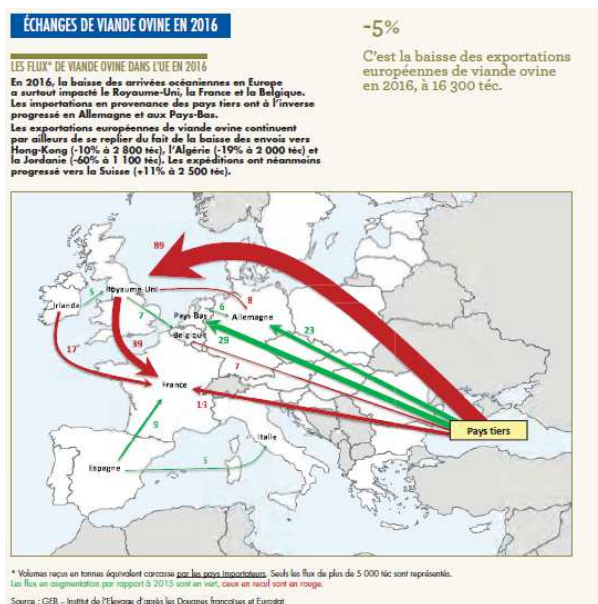 ÉCHANGES DE VIANDE OVINE EN 2016
-5%
C'est la baisse des exportations
européennes de viande ovine
en 2016, à 16 300 téc.
LES FLUX* DE VIANDE OVINE DANS L'UE EN 2016
En 2016, la baisse des arrivées océaniennes en Europe
a surtout impacté le Royaume-Uni, la France et la Belgique.
Les importations en provenance des pays tiers ont à l'inverse
progressé en Allemagne et aux Pays-Bas.
Les exportations européennes de viande ovine continuent
par ailleurs de se replier du fait de la baisse des envois vers
Hong-Kong (-10% à 2 800 téc), l'Algérie (-19% à 2 000 téc) et
la Jordanie (-60% à 1 100 téc). Les expéditions ont néanmoins
progressé vers la Suisse (+11% à 2 500 téc).
89
5
Royaume-Uni
8
Irlande
7
6
Pays Bas
Allemagne
23
Belgique
29
17
39
7
France
13
Pays tiers
9
Italie
Espagne
* Volumes reçus en tonnes équivalent carcasse par les pays importateurs. Seuls les flux de plus de 5 000 téc sont représentés.
Les flux en augmentation par rapport à 2015 sont en vert, ceux en recul sont en rouge.
Source : GEB – Institut de l'Elevage d'après les Douanes françaises et Eurostat